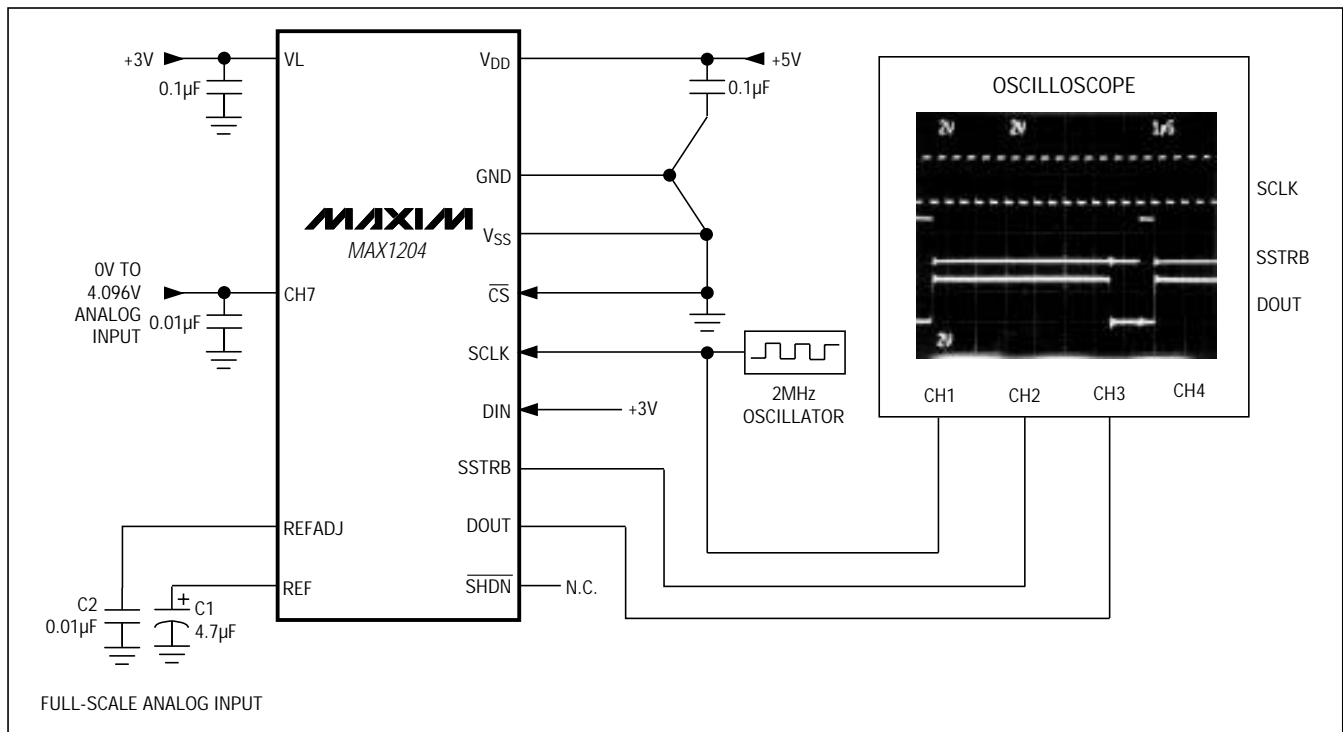 +3V
VL
0.1µF
VDD
+5V
0.1µF
GND
MAXIM
MAX1204
VSS
0V TO
4.096V
ANALOG
INPUT
CH7
0.01µF
CS
SCLK
2MHz
OSCILLATOR
DIN
+3V
SSTRB
REFADJ
DOUT
REF
SHDN
N.C.
C2
0.01µF
+
C1
4.7µF
FULL-SCALE ANALOG INPUT
OSCILLOSCOPE
2V
2V
1µS
2V
SCLK
SSTRB
DOUT
CH1
CH2
CH3
CH4